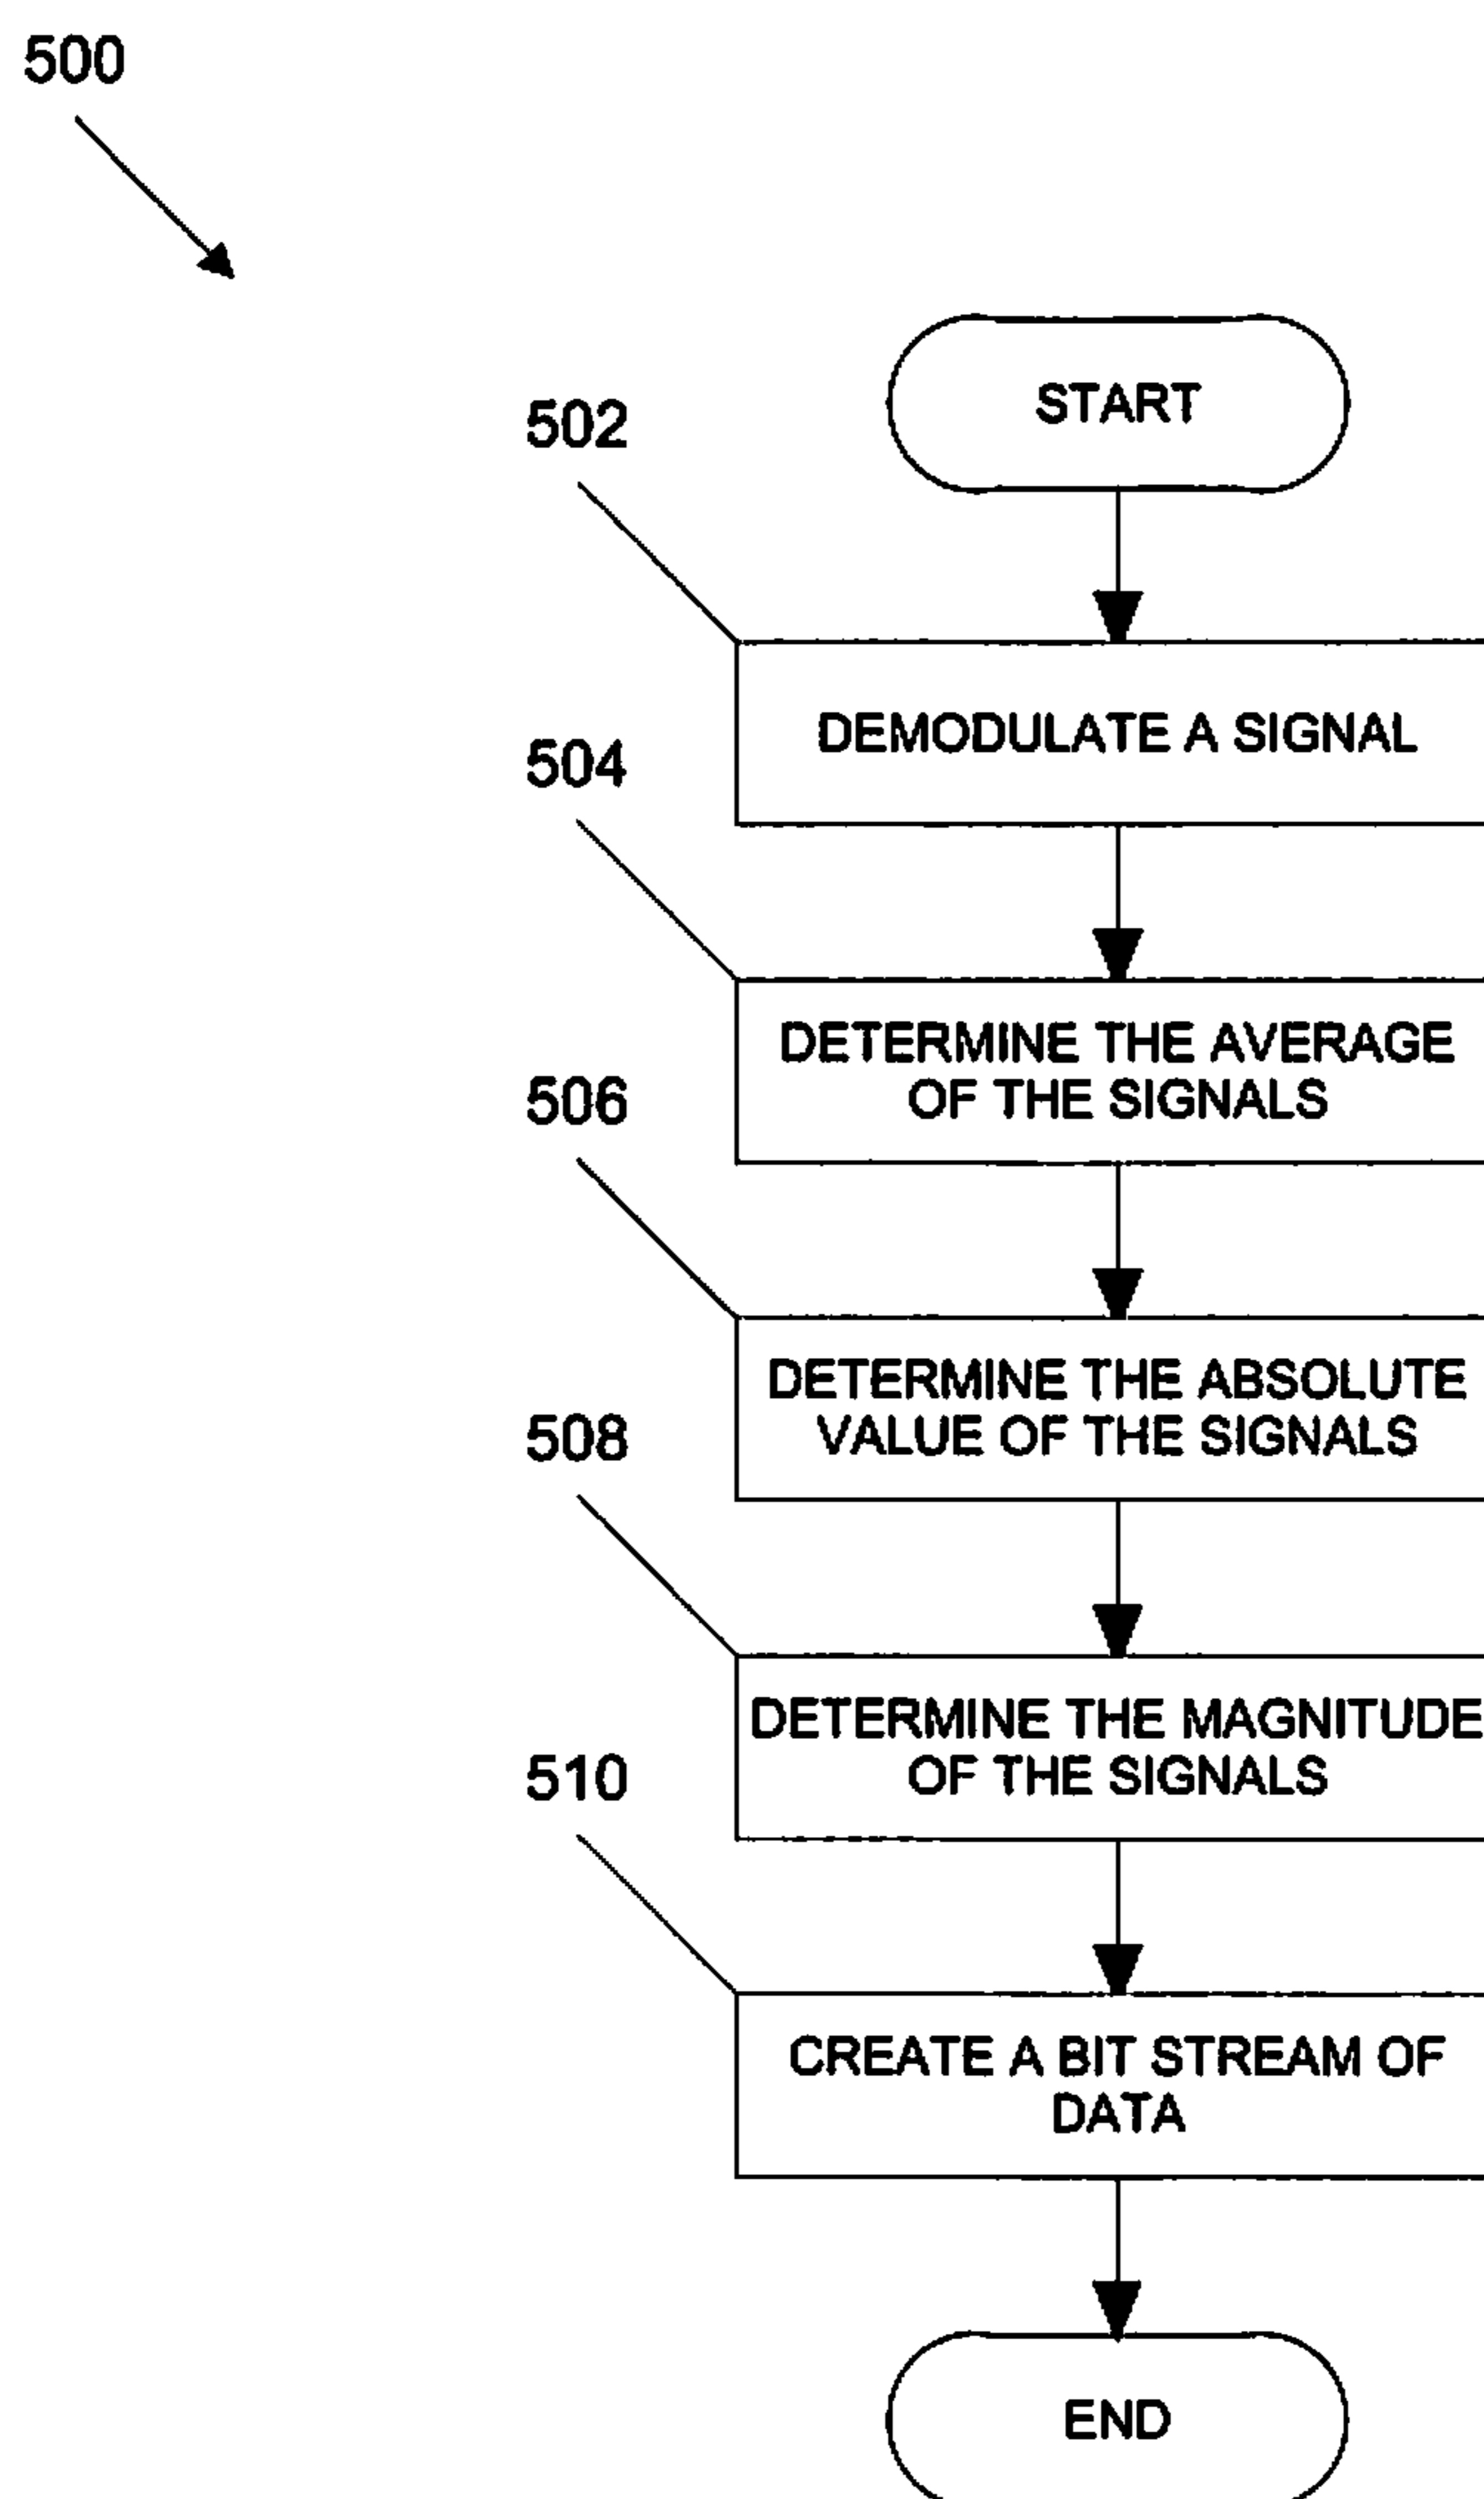 500
START
502
DEMODULATE A SIGNAL
504
DETERMINE THE AVERAGE
OF THE SIGNALS
506
DETERMINE THE ABSOLUTE
VALUE OF THE SIGNALS
508
DETERMINE THE MAGNITUDE
OF THE SIGNALS
510
CREATE A BIT STREAM OF
DATA
END